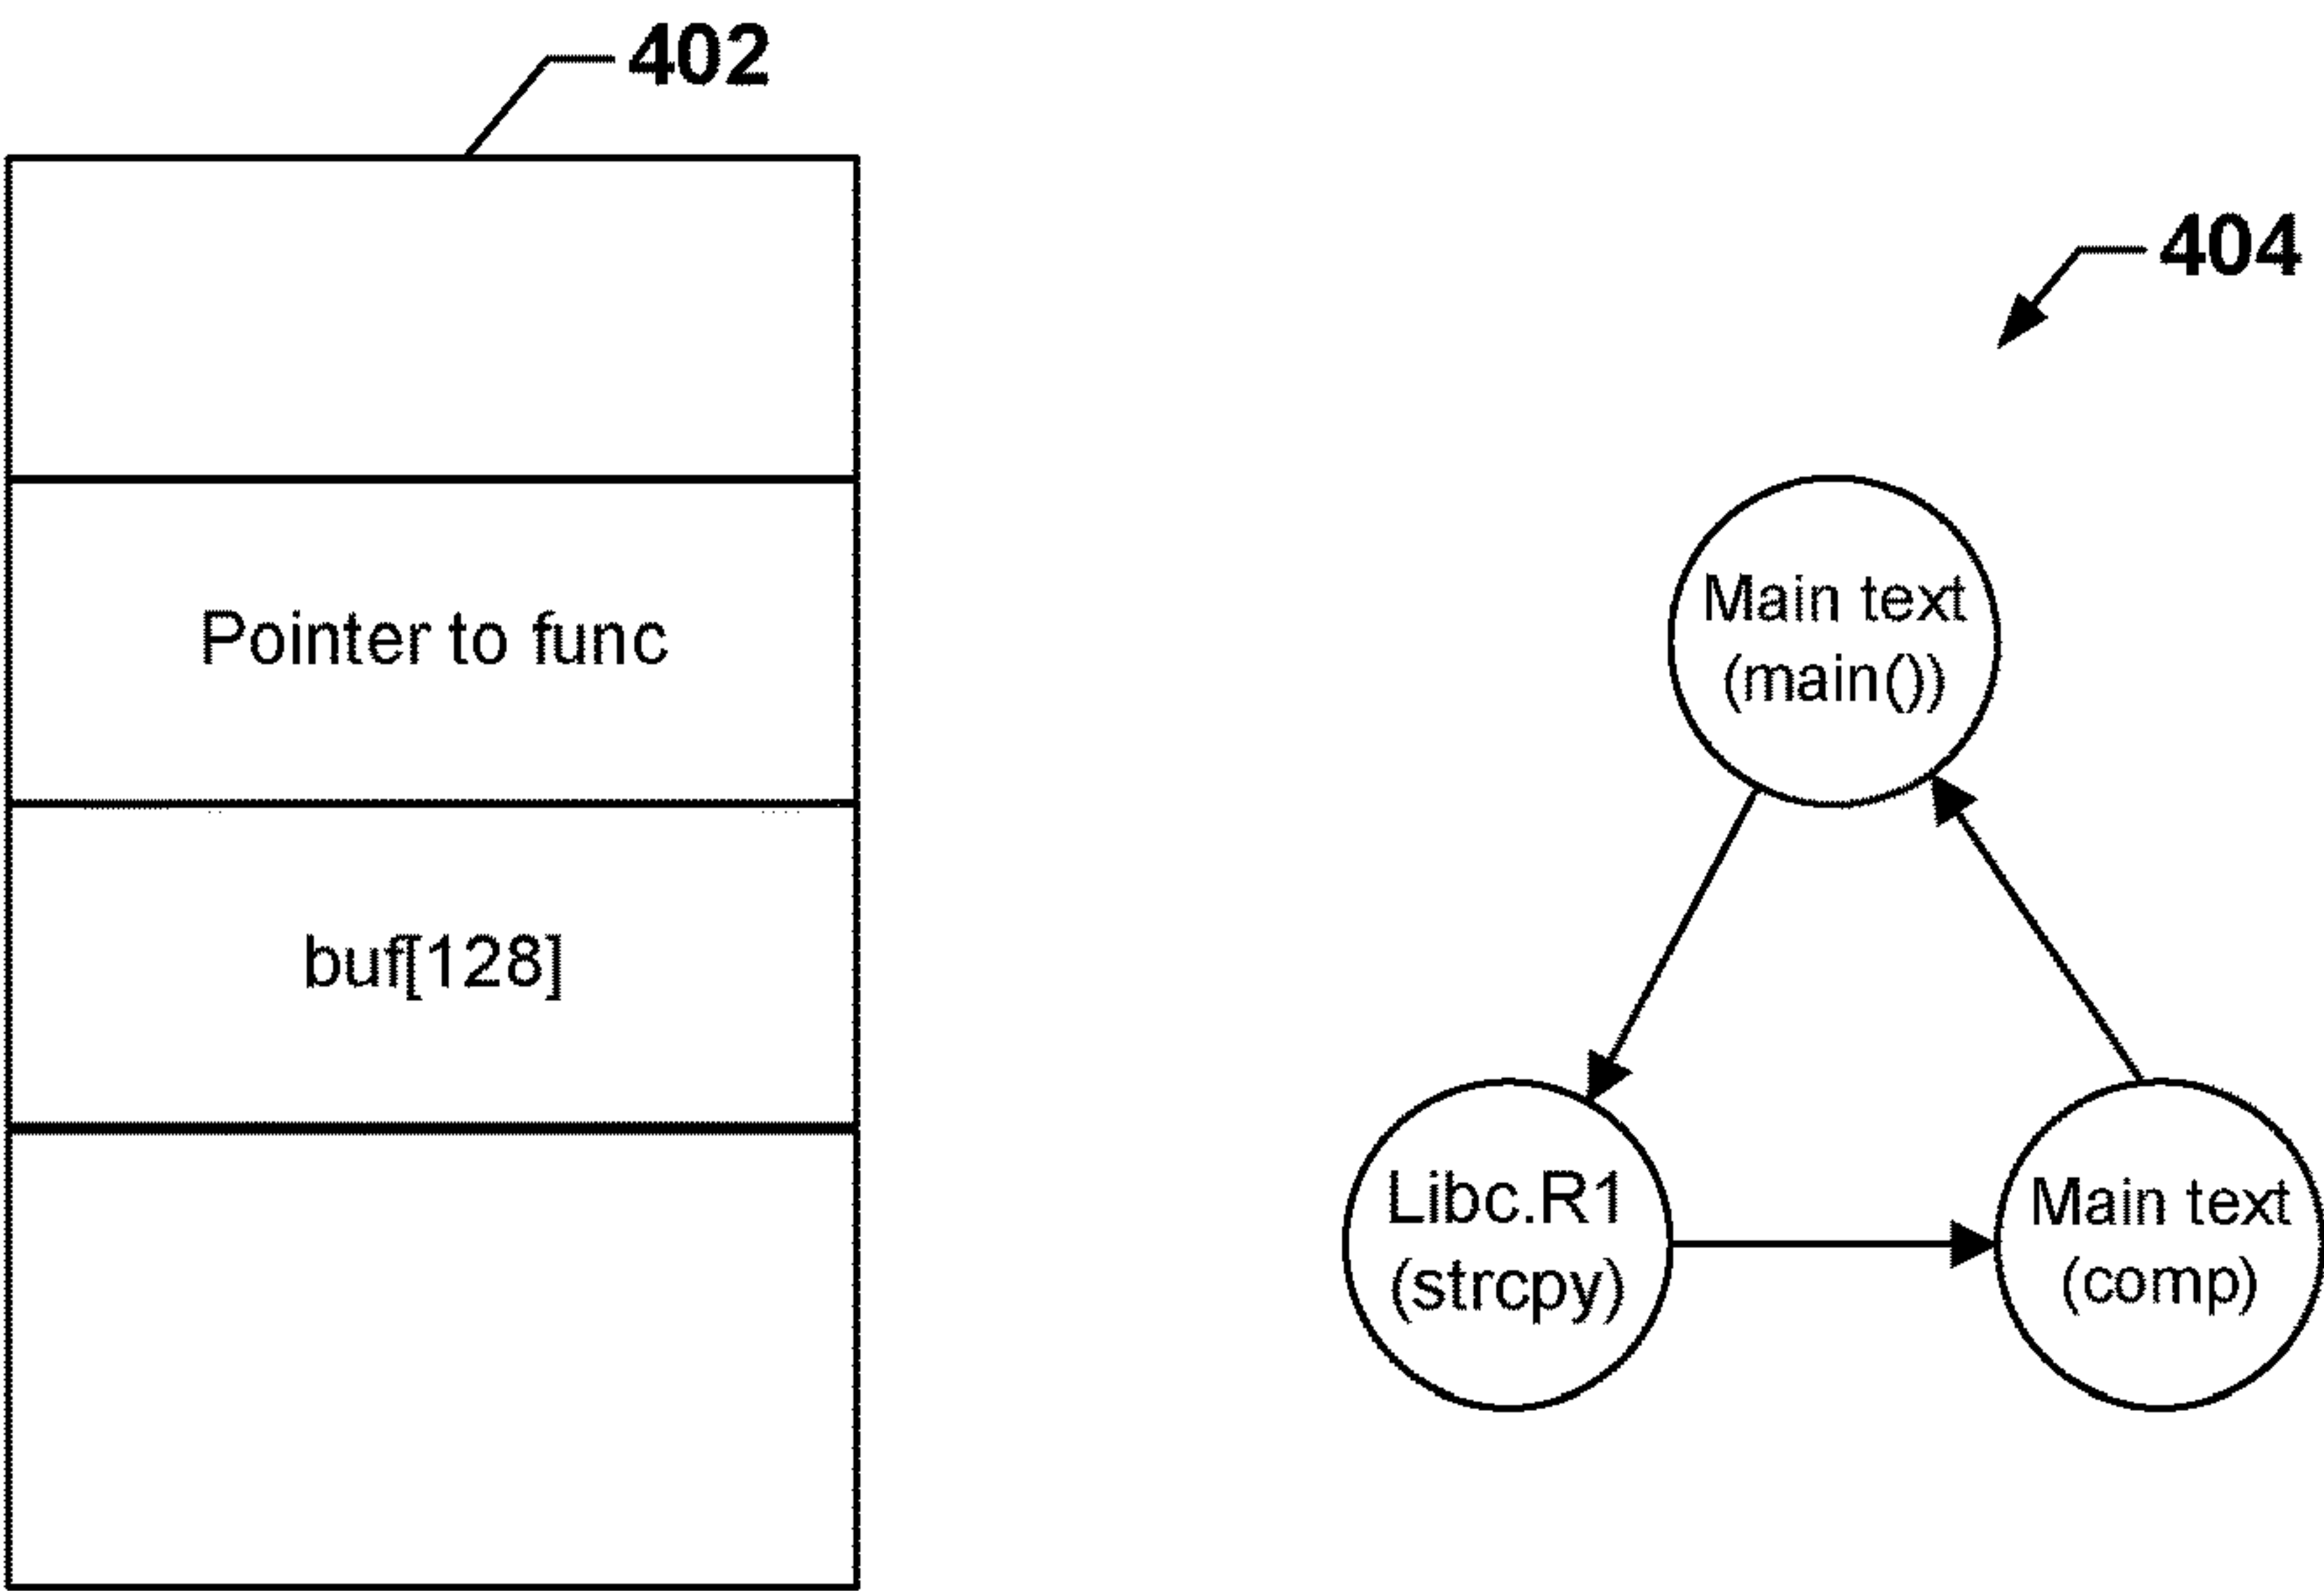 402
404
Pointer to func
buf[128]
Main text
(main())
Libc.R1
(strcpy)
Main text
(comp)